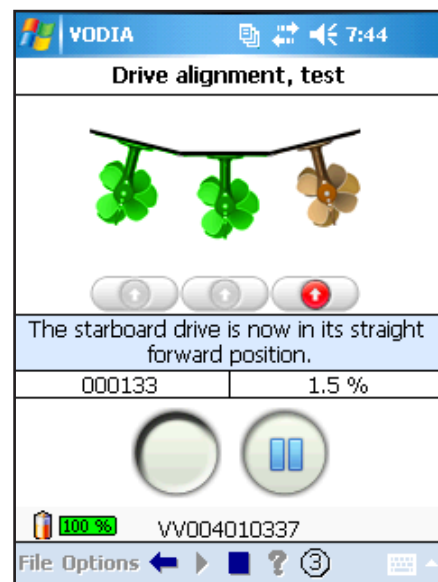 VODIA 7:44
Drive alignment, test
The starboard drive is now in its straight
forward position.
000133 1.5 %
100 % VV004010337
File Options ? 3